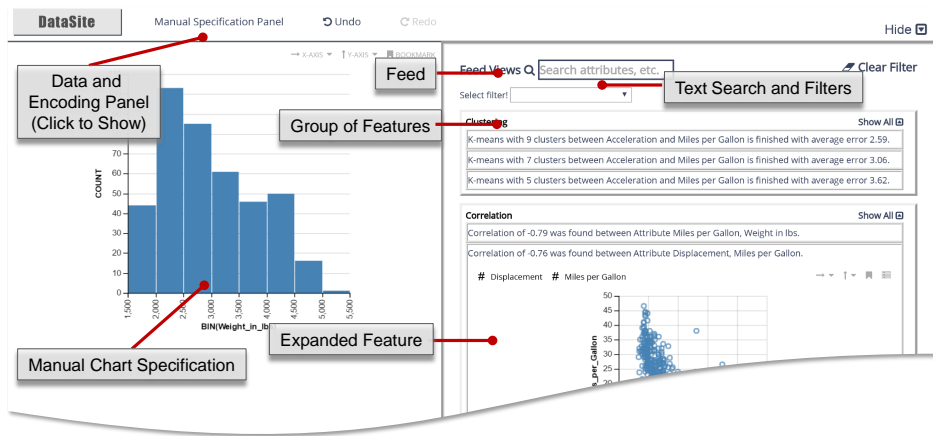 DataSite
Manual Specification Panel
Undo
Redo
Hide
X-AXIS
Y-AXIS
BOOKMARK
Data and
Encoding Panel
(Click to Show)
COUNT
70
60
50
40
30
20
10
0
1,500
2,000
2,500
3,000
3,500
4,000
4,500
5,000
5,500
BIN(Weight_in_lb
Manual Chart Specification
Feed
Feed Views
Search attributes, etc.
Clear Filter
Select filter!
Text Search and Filters
Group of Features
Clustering
Show All
K-means with 9 clusters between Acceleration and Miles per Gallon is finished with average error 2.59.
K-means with 7 clusters between Acceleration and Miles per Gallon is finished with average error 3.06.
K-means with 5 clusters between Acceleration and Miles per Gallon is finished with average error 3.62.
Correlation
Show All
Correlation of -0.79 was found between Attribute Miles per Gallon, Weight in lbs.
Correlation of -0.76 was found between Attribute Displacement, Miles per Gallon.
# Displacement # Miles per Gallon
Expanded Feature
50
45
40
35
30
25
20
s_per_Gallon